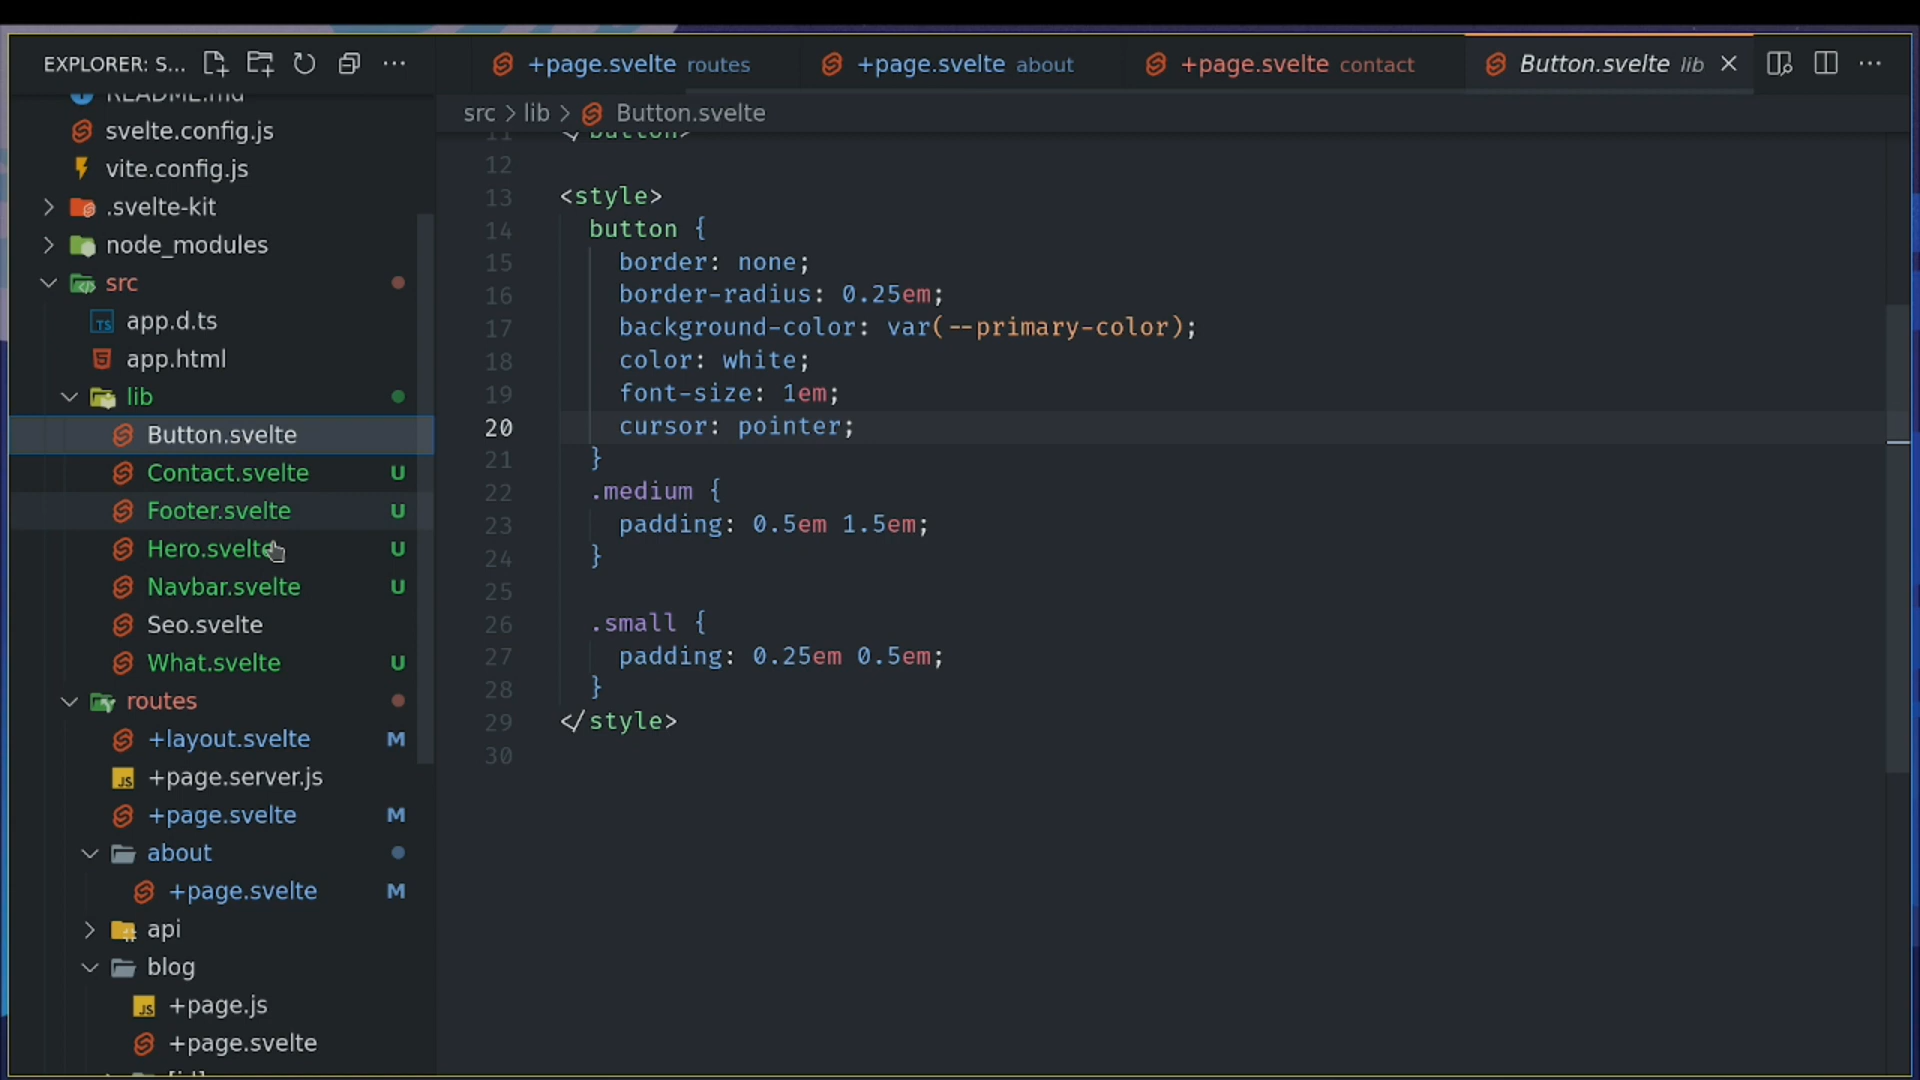 EXPLORER: S...
README.md
svelte.config.js
vite.config.js
.svelte-kit
node_modules
src
TS app.d.ts
app.html
lib
Button.svelte
Contact.svelte U
Footer.svelte U
Hero.svelte U
Navbar.svelte U
Seo.svelte
What.svelte U
routes
+layout.svelte M
JS +page.server.js
+page.svelte M
about
+page.svelte M
api
blog
JS +page.js
+page.svelte
[id]
+page.svelte routes
+page.svelte about
+page.svelte contact
Button.svelte lib
src > lib > Button.svelte
11 </button>
12
13 <style>
14 button {
15 border: none;
16 border-radius: 0.25em;
17 background-color: var(--primary-color);
18 color: white;
19 font-size: 1em;
20 cursor: pointer;
21 }
22 .medium {
23 padding: 0.5em 1.5em;
24 }
25
26 .small {
27 padding: 0.25em 0.5em;
28 }
29 </style>
30